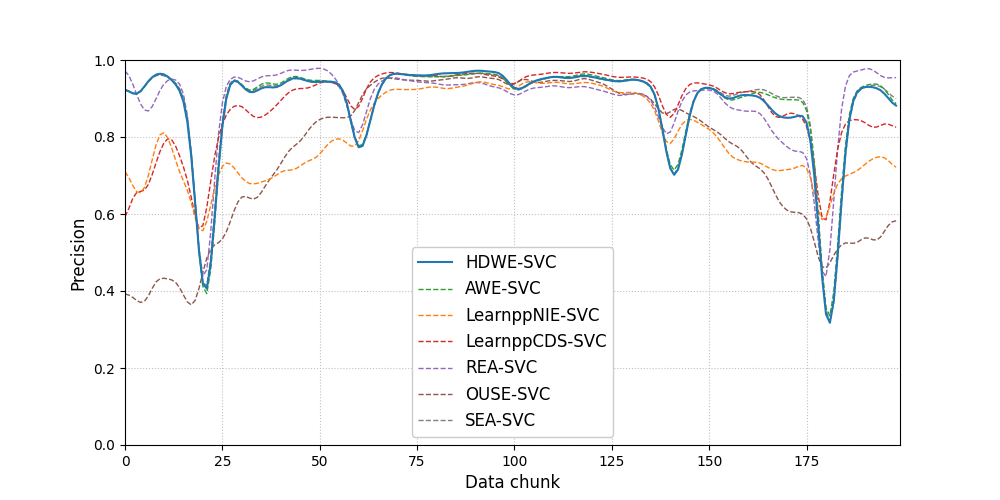 1.0
0.8
0.6
0.4
0.2
0.0
Precision
HDWE-SVC
AWE-SVC
LearnppNIE-SVC
LearnppCDS-SVC
REA-SVC
OUSE-SVC
SEA-SVC
0 25 50 75 100 125 150 175
Data chunk